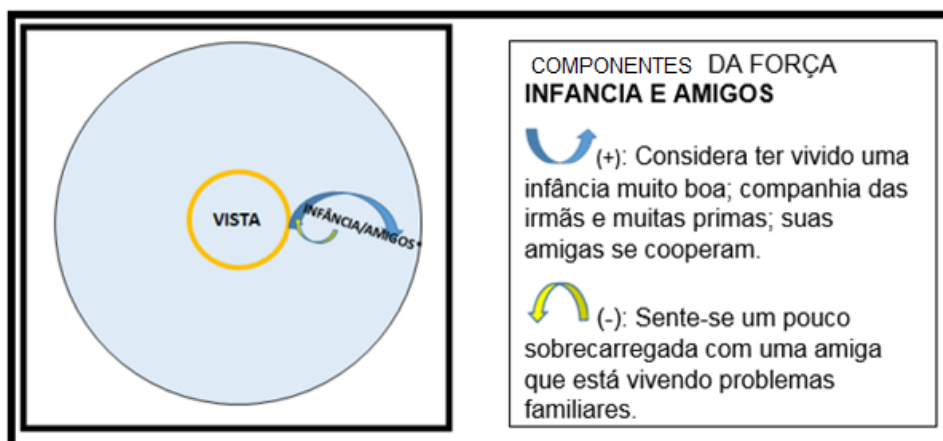 VISTA
INFÂNCIA/AMIGOS*
COMPONENTES DA FORÇA
INFANCIA E AMIGOS
(+): Considera ter vivido uma
infância muito boa; companhia das
irmãs e muitas primas; suas
amigas se cooperam.
(-): Sente-se um pouco
sobrecarregada com uma amiga
que está vivendo problemas
familiares.